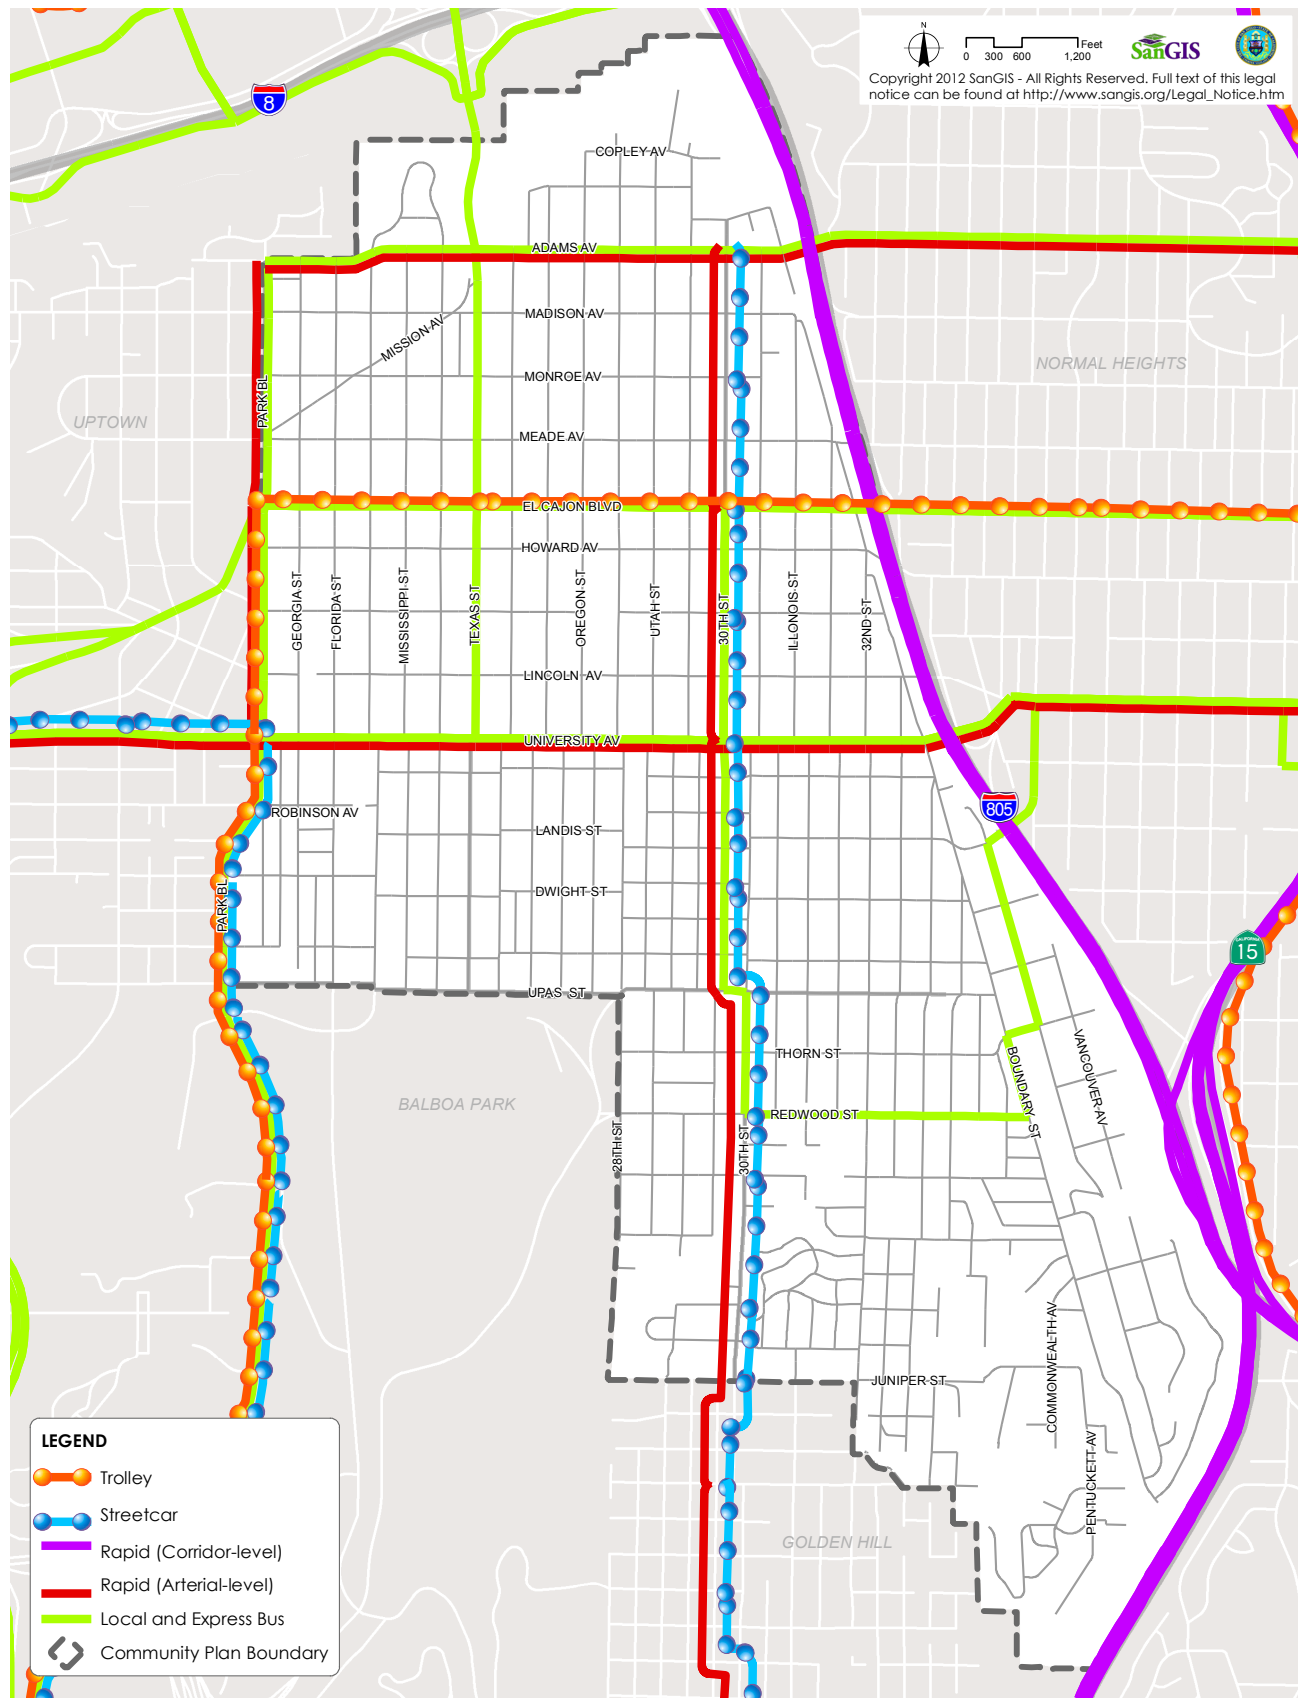 N
Feet
0 300 600 1,200
SanGIS
Copyright 2012 SanGIS - All Rights Reserved. Full text of this legal
notice can be found at http://www.sangis.org/Legal_Notice.htm
8
COPLEY AV
ADAMS AV
MADISON AV
MISSION AV
NORMAL HEIGHTS
MONROE AV
PARK BL
UPTOWN
MEADE AV
EL CAJON BLVD
HOWARD AV
GEORGIA ST
FLORIDA ST
MISSISSIPPI ST
TEXAS ST
OREGON ST
UTAH ST
30TH ST
ILLONOIS ST
32ND ST
LINCOLN AV
UNIVERSITY AV
805
ROBINSON AV
LANDIS ST
DWIGHT ST
PARK BL
CALIFORNIA
15
UPAS ST
THORN ST
BOUNDARY ST
VANCOUVER AV
BALBOA PARK
REDWOOD ST
28TH ST
30TH ST
JUNIPER ST
COMMONWEALTH AV
PENTUCKETT AV
GOLDEN HILL
LEGEND
Trolley
Streetcar
Rapid (Corridor-level)
Rapid (Arterial-level)
Local and Express Bus
Community Plan Boundary